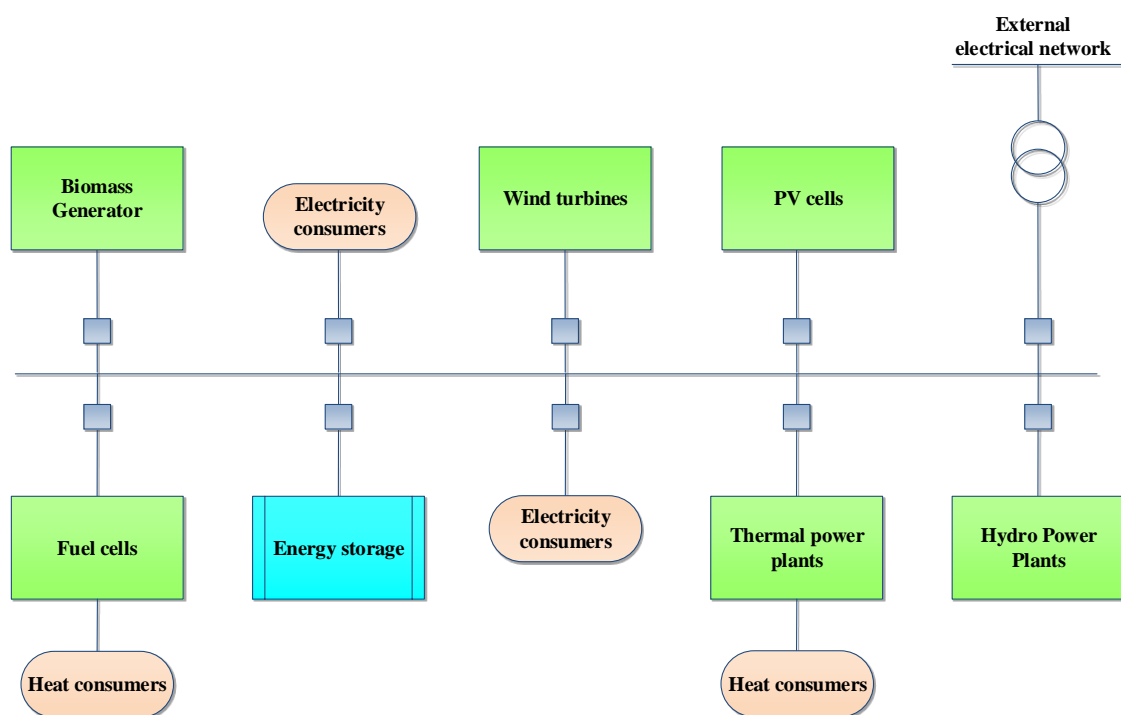 External
electrical network
Biomass
Generator
Electricity
consumers
Wind turbines
PV cells
Fuel cells
Energy storage
Electricity
consumers
Thermal power
plants
Hydro Power
Plants
Heat consumers
Heat consumers